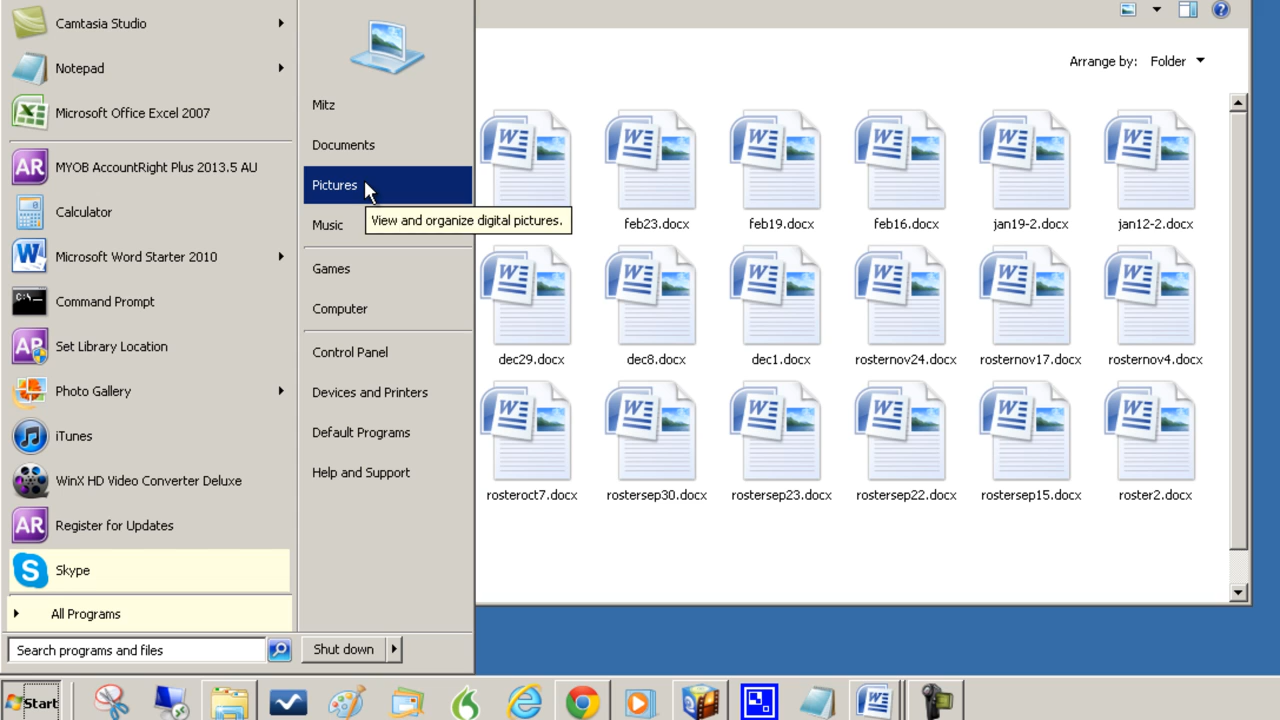 Camtasia Studio
Notepad
Microsoft Office Excel 2007
MYOB AccountRight Plus 2013.5 AU
Calculator
Microsoft Word Starter 2010
Command Prompt
Set Library Location
Photo Gallery
iTunes
WinX HD Video Converter Deluxe
Register for Updates
Skype
All Programs
Search programs and files
Shut down
Mitz
Documents
Pictures
View and organize digital pictures.
Music
Games
Computer
Control Panel
Devices and Printers
Default Programs
Help and Support
Arrange by: Folder
feb23.docx feb19.docx feb16.docx jan19-2.docx jan12-2.docx
dec29.docx dec8.docx dec1.docx rosternov24.docx rosternov17.docx rosternov4.docx
rosteroct7.docx rostersep30.docx rostersep23.docx rostersep22.docx rostersep15.docx roster2.docx
Start